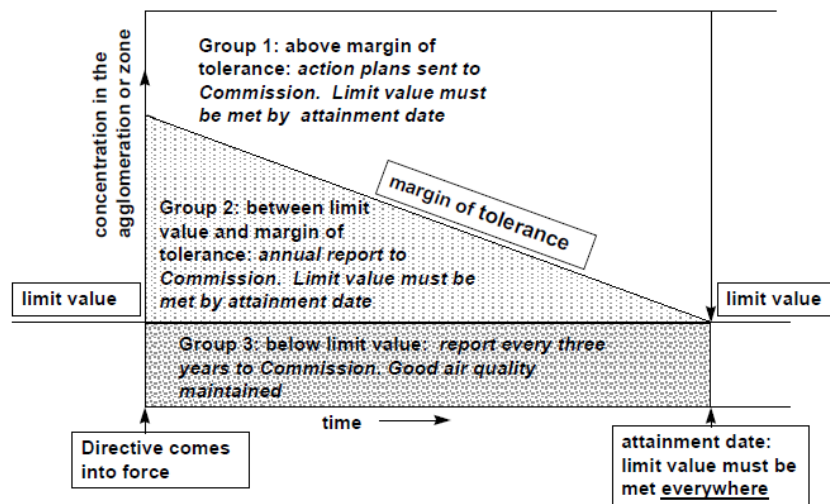 concentration in the
agglomeration or zone
Group 1: above margin of
tolerance: action plans sent to
Commission. Limit value must
be met by attainment date
margin of tolerance
Group 2: between limit
value and margin of
tolerance: annual report to
Commission. Limit value must be
met by attainment date
limit value
limit value
Group 3: below limit value: report every three
years to Commission. Good air quality
maintained
time
Directive comes
into force
attainment date:
limit value must be
met everywhere